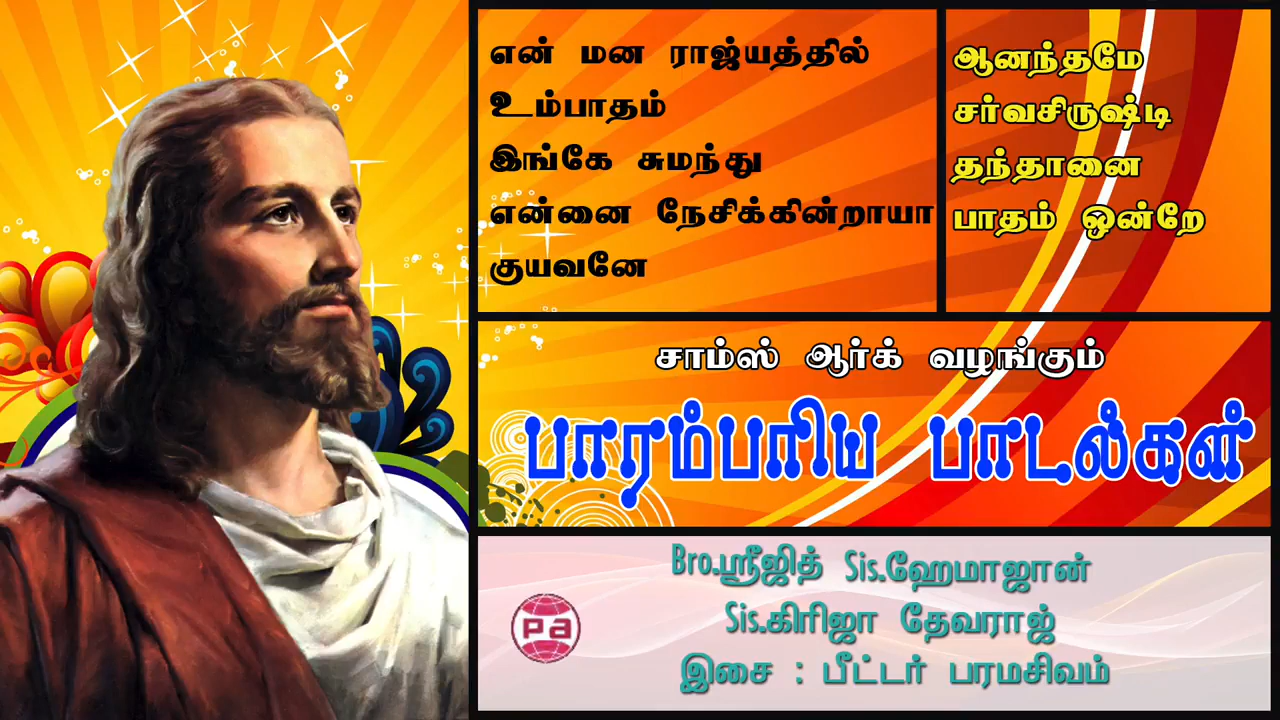 என் மன ராஜ்யத்தில்
உம்பாதம்
இங்கே சுமந்து
என்னை நேசிக்கின்றாயா
குயவனே
ஆனந்தமே
சர்வசிருஷ்டி
தந்தானை
பாதம் ஒன்றே
சாம்ஸ் ஆர்க் வழங்கும்
பாரம்பரிய பாடல்கள்
Bro.ஸ்ரீஜித் Sis.ஹேமாஜான்
Sis.கிரிஜா தேவராஜ்
இசை : பீட்டர் பரமசிவம்
pa